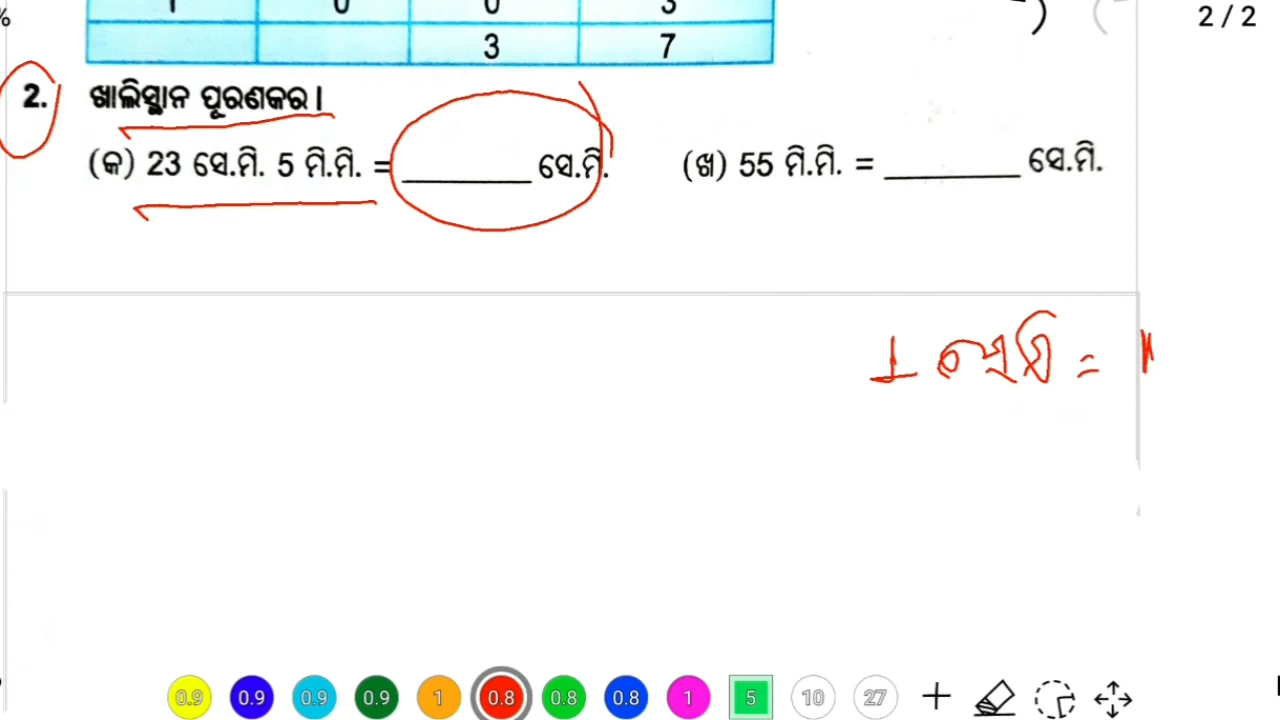 2 / 2
3 7
2. ଖାଲିସ୍ଥାନ ପୂରଣକର।
(କ) 23 ସେ.ମି. 5 ମି.ମି. = ________ ସେ.ମି. (ଖ) 55 ମି.ମି. = ________ ସେ.ମି.
1 ସେମି =
0.9 0.9 0.9 0.9 1 0.8 0.8 0.8 1 5 10 27